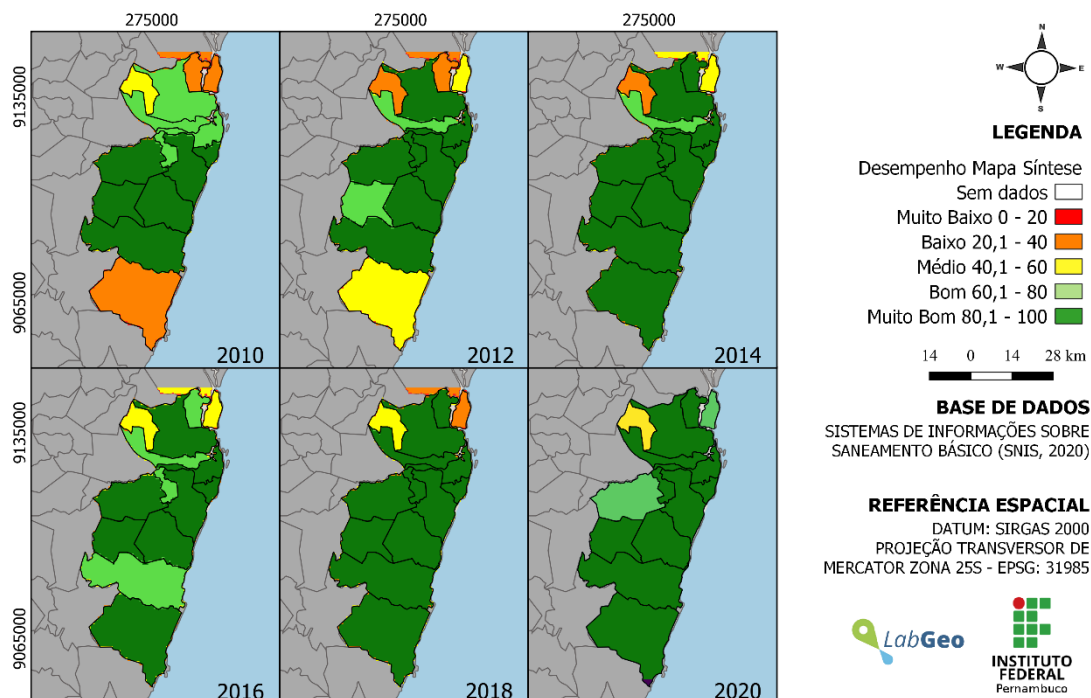 275000
275000
275000
9135000
9065000
2010
2012
2014
9135000
9065000
2016
2018
2020
N
W
E
S
LEGENDA
Desempenho Mapa Síntese
Sem dados
Muito Baixo 0 - 20
Baixo 20,1 - 40
Médio 40,1 - 60
Bom 60,1 - 80
Muito Bom 80,1 - 100
14 0 14 28 km
BASE DE DADOS
SISTEMAS DE INFORMAÇÕES SOBRE
SANEAMENTO BÁSICO (SNIS, 2020)
REFERÊNCIA ESPACIAL
DATUM: SIRGAS 2000
PROJEÇÃO TRANSVERSOR DE
MERCATOR ZONA 25S - EPSG: 31985
LabGeo
INSTITUTO
FEDERAL
Pernambuco